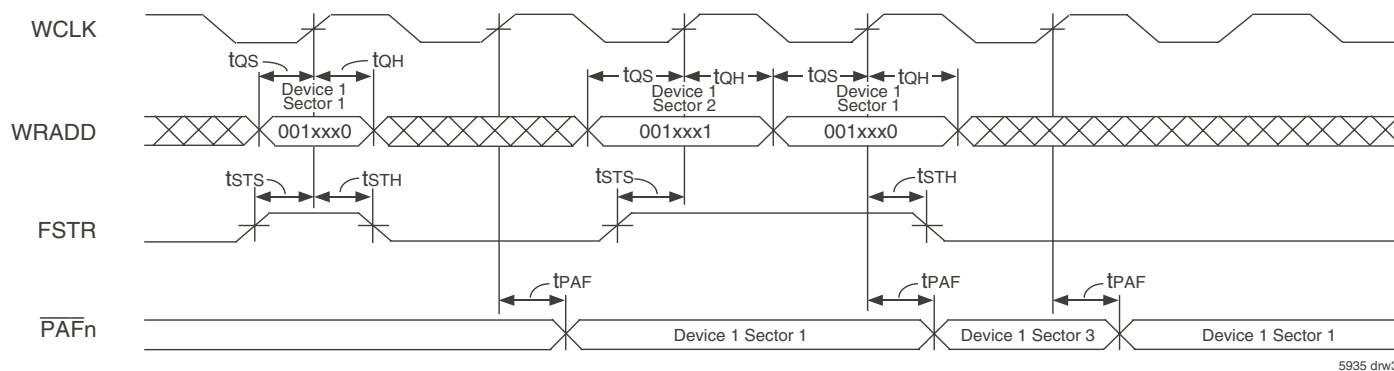 WCLK
tQS tQH tQS tQH tQS tQH
Device 1 Sector 1
Device 1 Sector 2
Device 1 Sector 1
WRADD
001xxx0 001xxx1 001xxx0
tSTS tSTH tSTS tSTH
FSTR
tPAF tPAF tPAF
PAFn
Device 1 Sector 1 Device 1 Sector 3 Device 1 Sector 1
5935 drw3